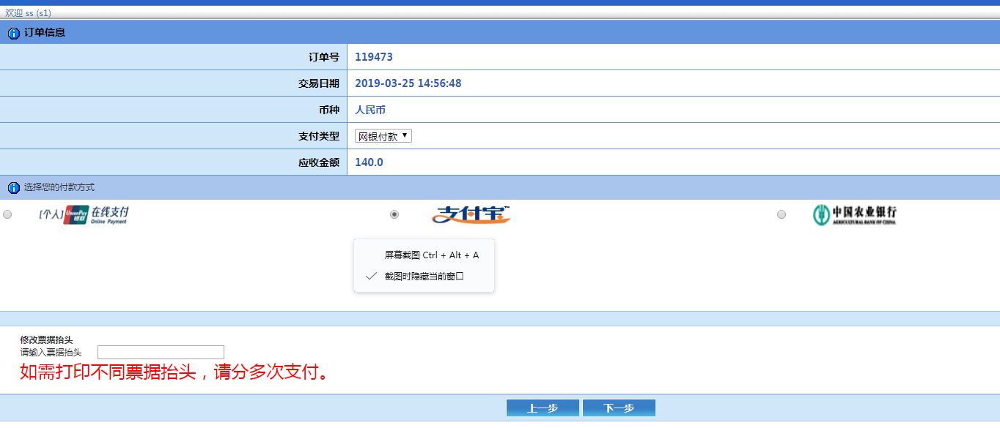 欢迎 ss (s1)
订单信息
订单号 119473
交易日期 2019-03-25 14:56:48
币种 人民币
支付类型 网银付款
应收金额 140.0
选择您的付款方式
[个人] UnionPay 银联 在线支付 Online Payment
支付宝™
中国农业银行 AGRICULTURAL BANK OF CHINA
屏幕截图 Ctrl + Alt + A
截图时隐藏当前窗口
修改票据抬头
请输入票据抬头
如需打印不同票据抬头，请分多次支付。
上一步 下一步